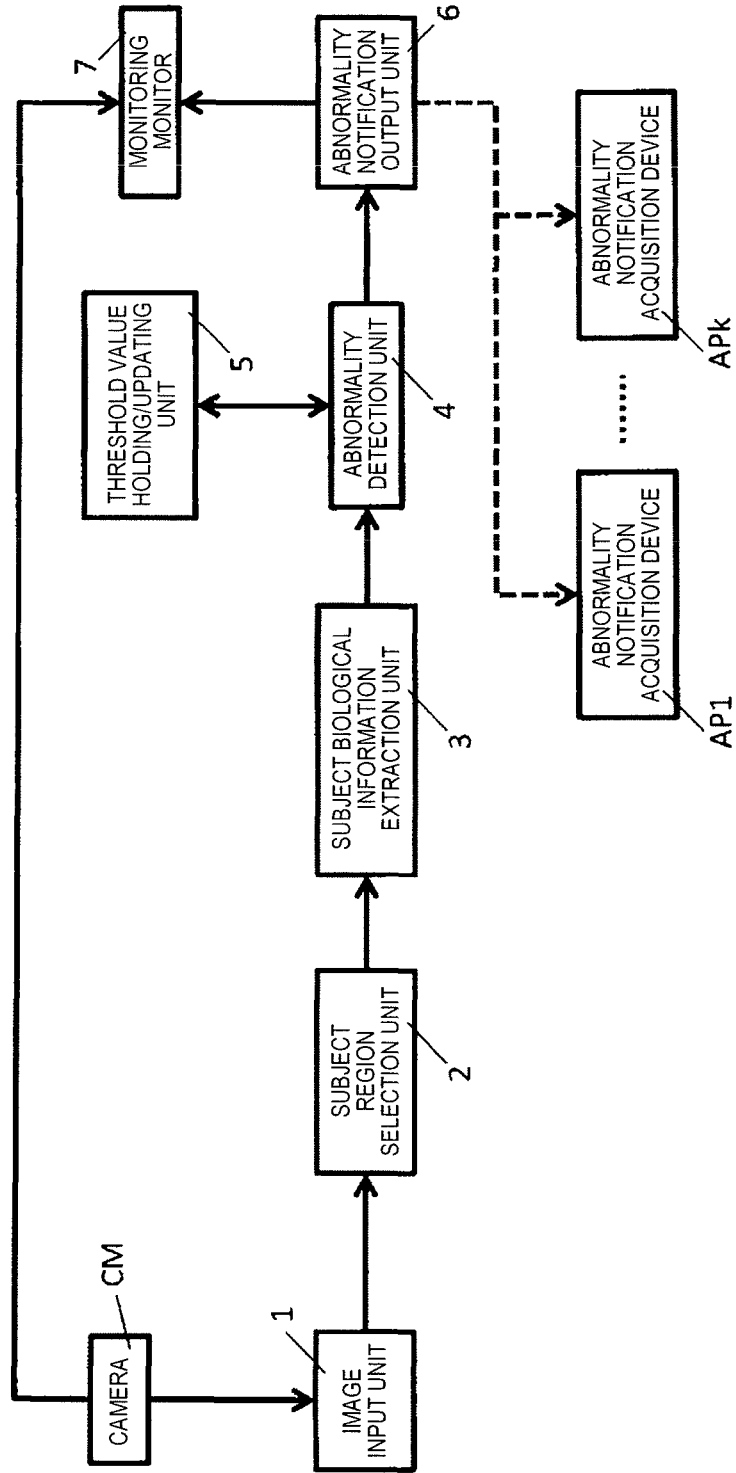 CAMERA
CM
IMAGE
INPUT UNIT
1
SUBJECT
REGION
SELECTION UNIT
2
SUBJECT BIOLOGICAL
INFORMATION
EXTRACTION UNIT
3
THRESHOLD VALUE
HOLDING/UPDATING
UNIT
5
ABNORMALITY
DETECTION UNIT
4
MONITORING
MONITOR
7
ABNORMALITY
NOTIFICATION
OUTPUT UNIT
6
ABNORMALITY
NOTIFICATION
ACQUISITION DEVICE
AP1
.......
ABNORMALITY
NOTIFICATION
ACQUISITION DEVICE
APk